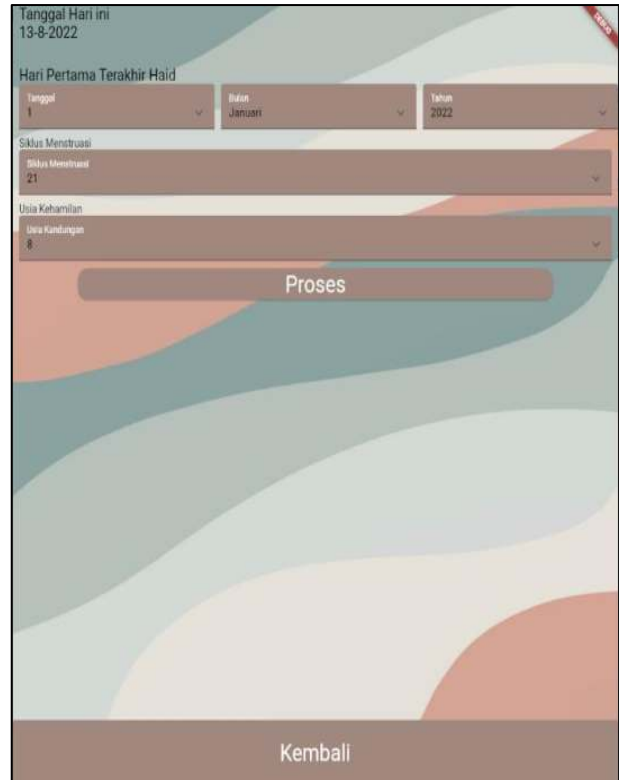 Tanggal Hari ini
13-8-2022
DEBUG
Hari Pertama Terakhir Haid
Tanggal Bulan Tahun
1 Januari 2022
Siklus Menstruasi
Siklus Menstruasi
21
Usia Kehamilan
Usia Kandungan
8
Proses
Kembali